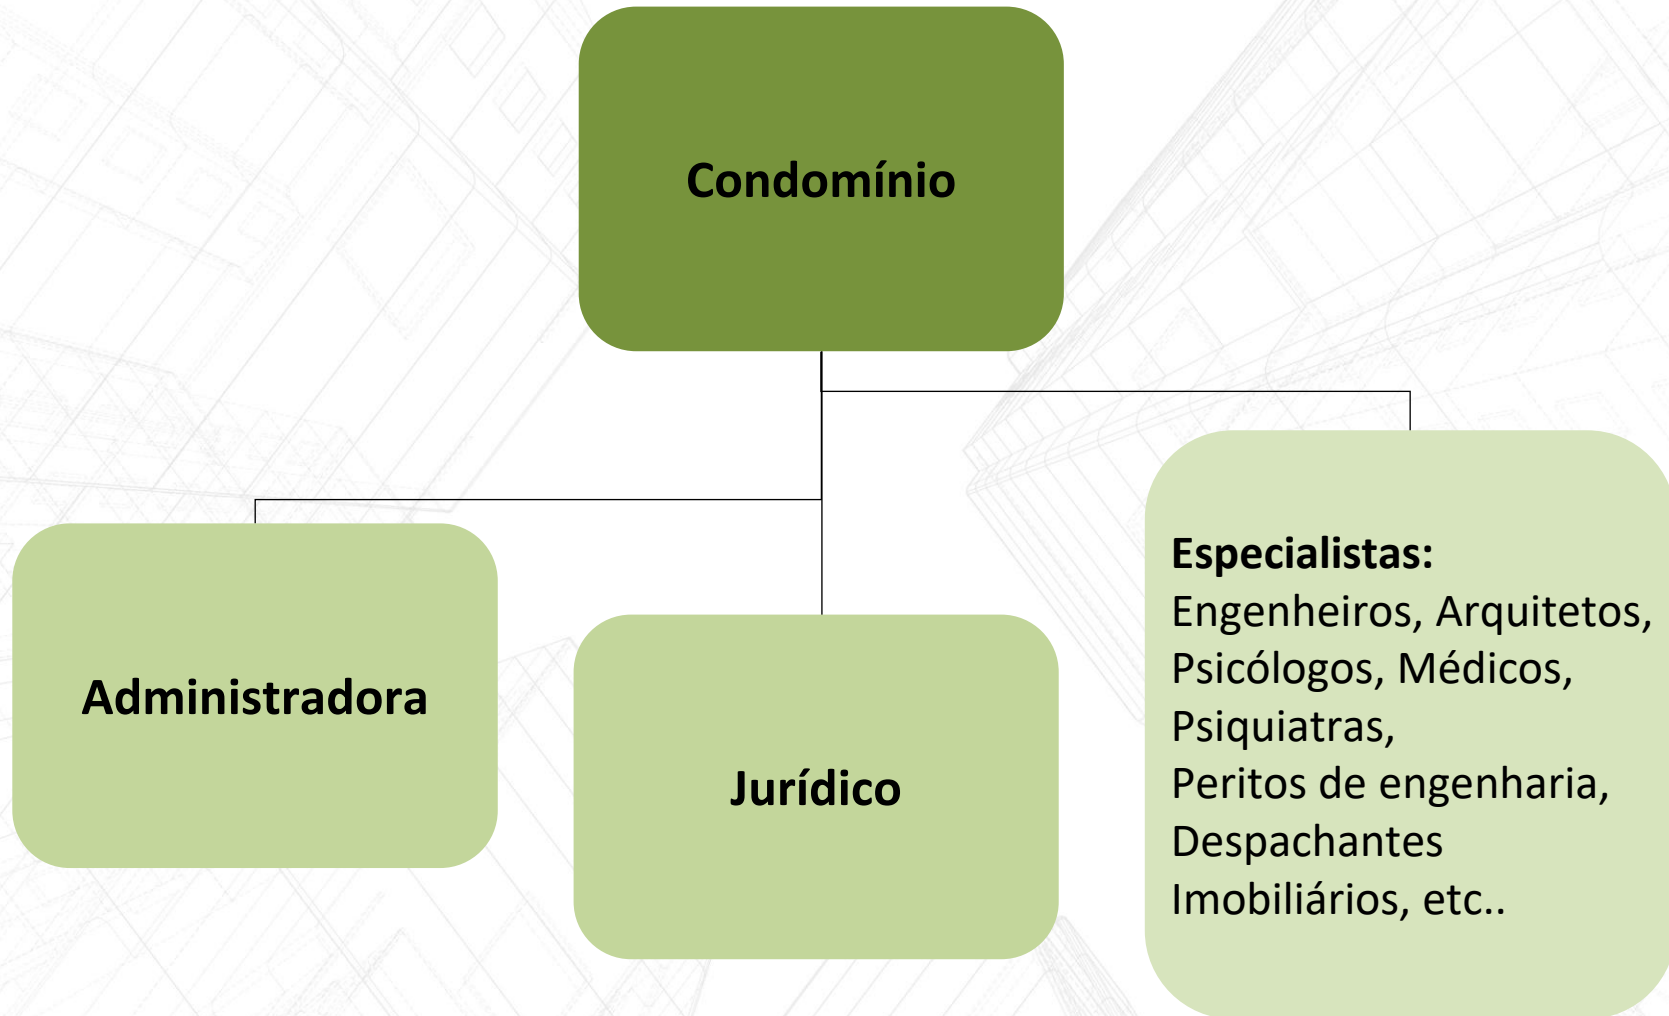 Condomínio
Administradora
Jurídico
Especialistas:
Engenheiros, Arquitetos,
Psicólogos, Médicos,
Psiquiatras,
Peritos de engenharia,
Despachantes
Imobiliários, etc..